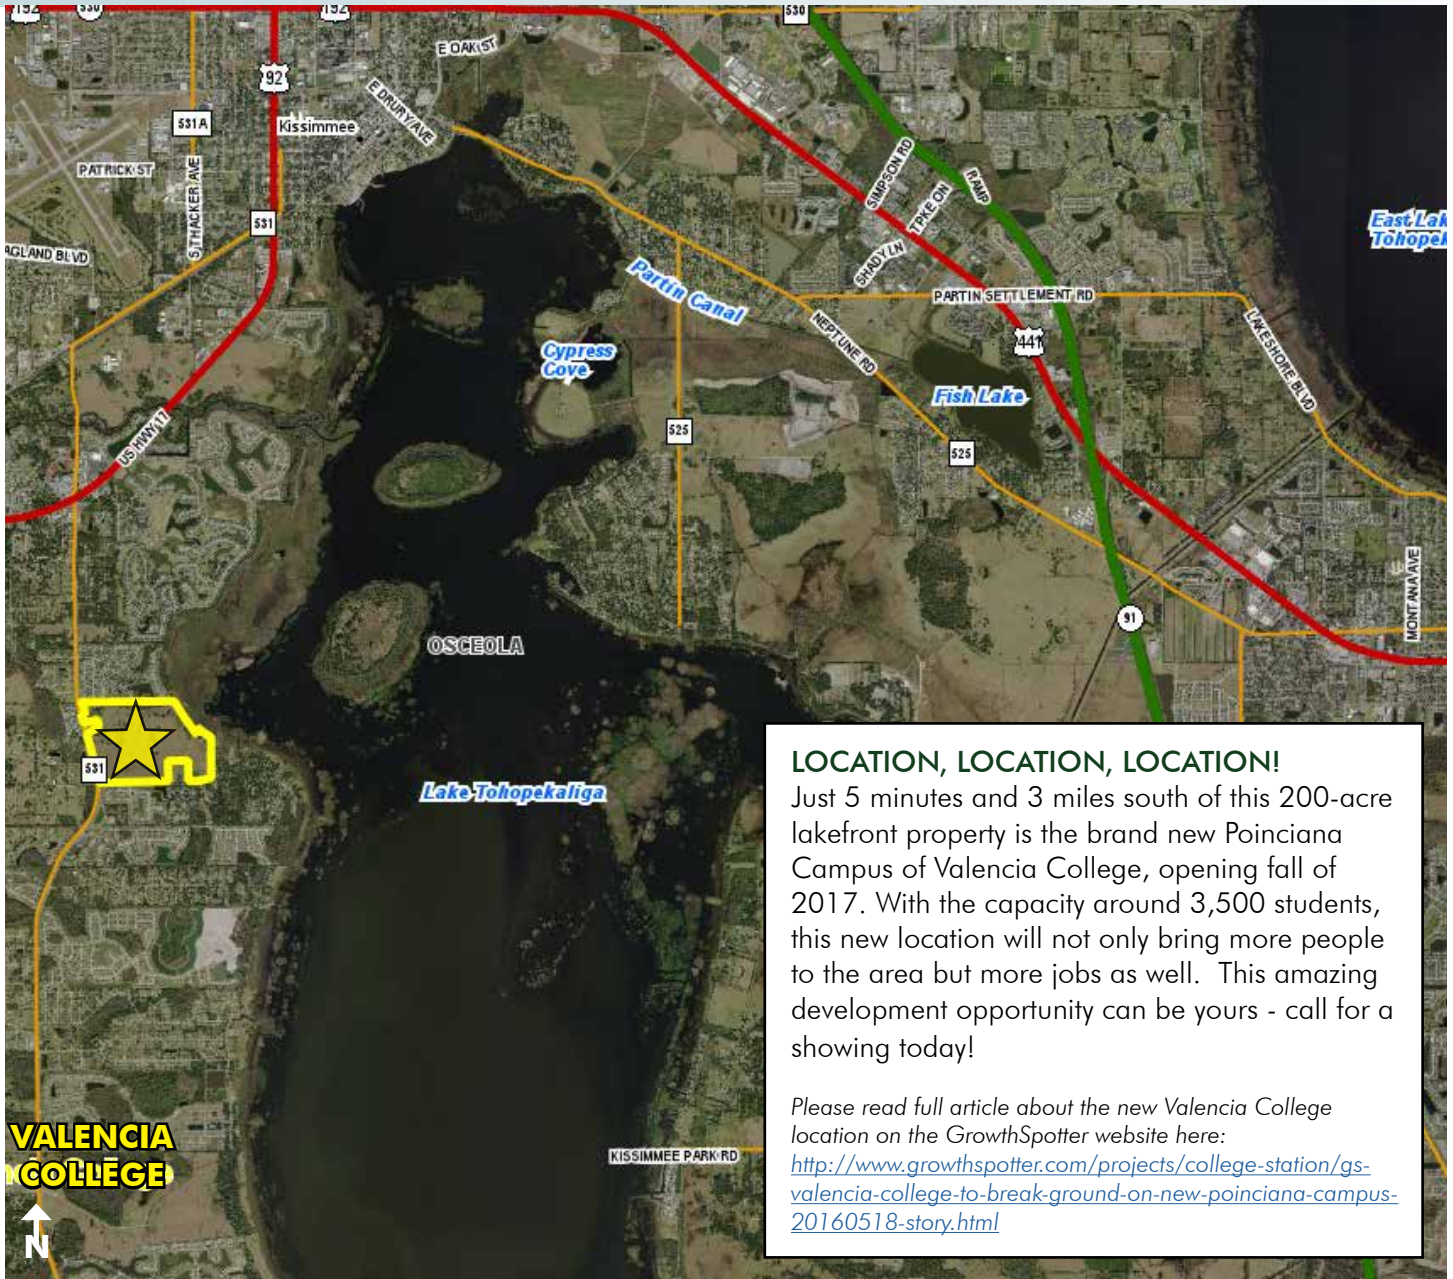 192
530
192
530
E OAK ST
92
E DRURY AVE
531A
Kissimmee
PATRICK ST
S THACKER AVE
SIMPSON RD
TPKE ON
RAMP
531
AGLAND BLVD
East Lak
Tohopek
SHADY LN
Partin Canal
PARTIN SETTLEMENT RD
NEPTUNE RD
441
LAKESHORE BLVD
Cypress
Cove
Fish Lake
US HWY 17
525
525
MONTANA AVE
91
OSCEOLA
531
Lake Tohopekaliga
LOCATION, LOCATION, LOCATION!
Just 5 minutes and 3 miles south of this 200-acre
lakefront property is the brand new Poinciana
Campus of Valencia College, opening fall of
2017. With the capacity around 3,500 students,
this new location will not only bring more people
to the area but more jobs as well.  This amazing
development opportunity can be yours - call for a
showing today!
Please read full article about the new Valencia College
location on the GrowthSpotter website here:
http://www.growthspotter.com/projects/college-station/gs-
valencia-college-to-break-ground-on-new-poinciana-campus-
20160518-story.html
VALENCIA
COLLEGE
KISSIMMEE PARK RD
N